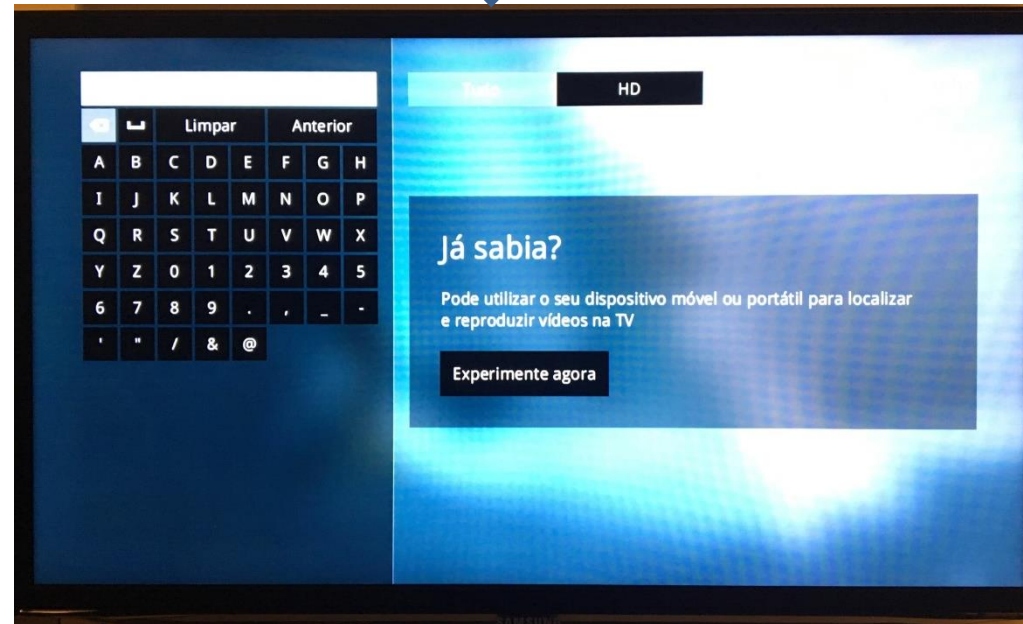 Tudo
HD
Limpar
Anterior
A B C D E F G H
I J K L M N O P
Q R S T U V W X
Y Z 0 1 2 3 4 5
6 7 8 9 . , _ -
' " / & @
Já sabia?
Pode utilizar o seu dispositivo móvel ou portátil para localizar
e reproduzir vídeos na TV
Experimente agora